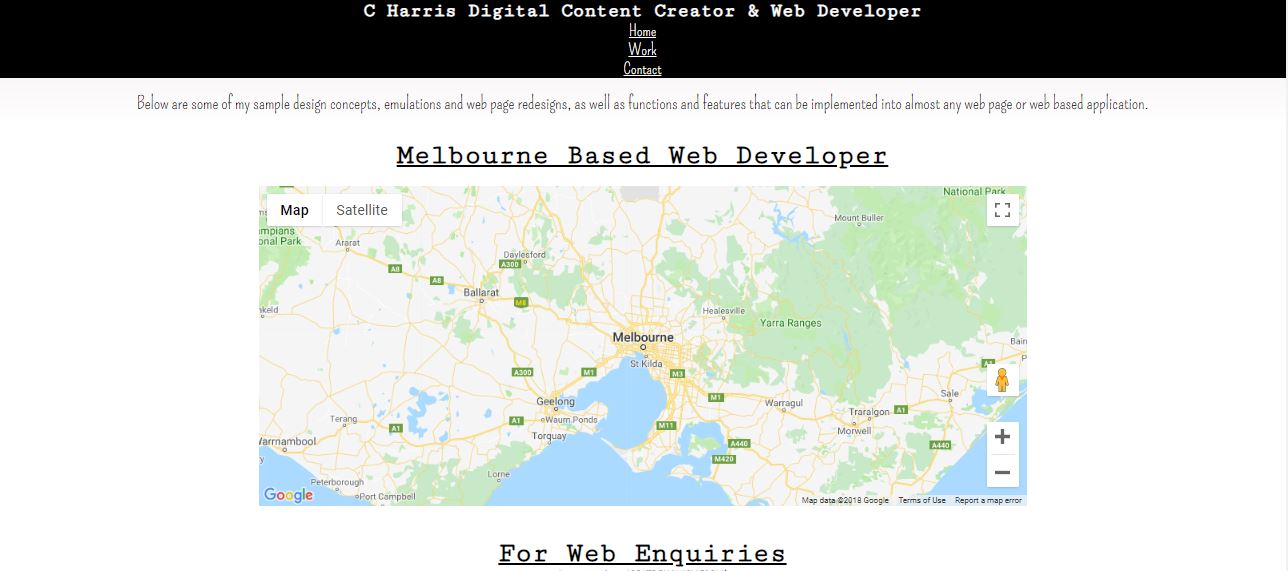 C Harris Digital Content Creator & Web Developer
Home
Work
Contact
Below are some of my sample design concepts, emulations and web page redesigns, as well as functions and features that can be implemented into almost any web page or web based application.
Melbourne Based Web Developer
Map Satellite
National Park
Mount Buller
onal Park
Ararat
Daylesford
A300
A8
A8
Ballarat
M8
Healesville
Yarra Ranges
Melbourne
St Kilda
A300
M1
M3
A1
Geelong
M1
Warragul
Sale
Waurn Ponds
Traralgon
A1
Terang
A1
A1
M11
Morwell
Torquay
A440
A440
M420
Lorne
Peterborough
Port Campbell
Google
Map data ©2018 Google Terms of Use Report a map error
For Web Enquiries